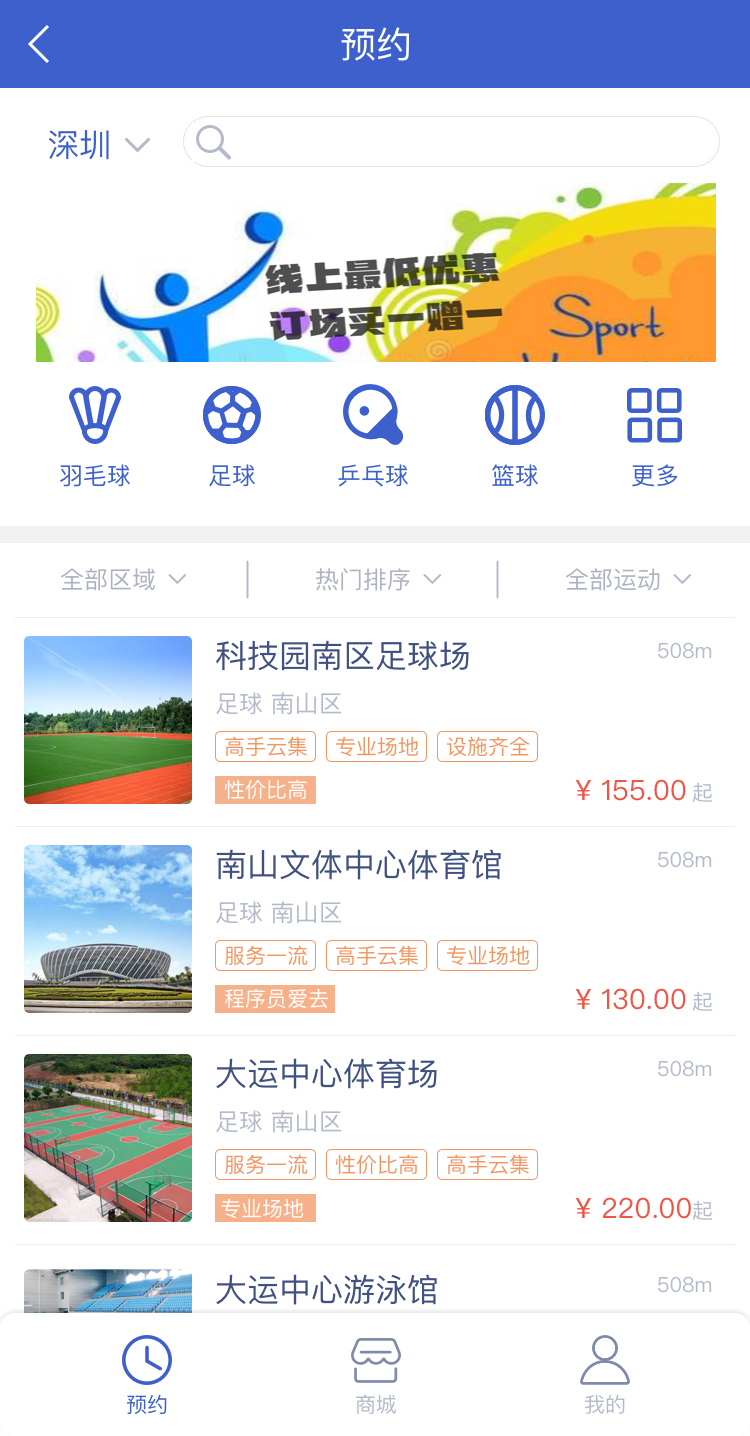 预约
深圳
线上最低优惠
订场买一赠一
Sport
羽毛球 足球 乒乓球 篮球 更多
全部区域 热门排序 全部运动
科技园南区足球场 508m
足球 南山区
高手云集 专业场地 设施齐全
性价比高 ¥ 155.00 起
南山文体中心体育馆 508m
足球 南山区
服务一流 高手云集 专业场地
程序员爱去 ¥ 130.00 起
大运中心体育场 508m
足球 南山区
服务一流 性价比高 高手云集
专业场地 ¥ 220.00起
大运中心游泳馆 508m
预约 商城 我的